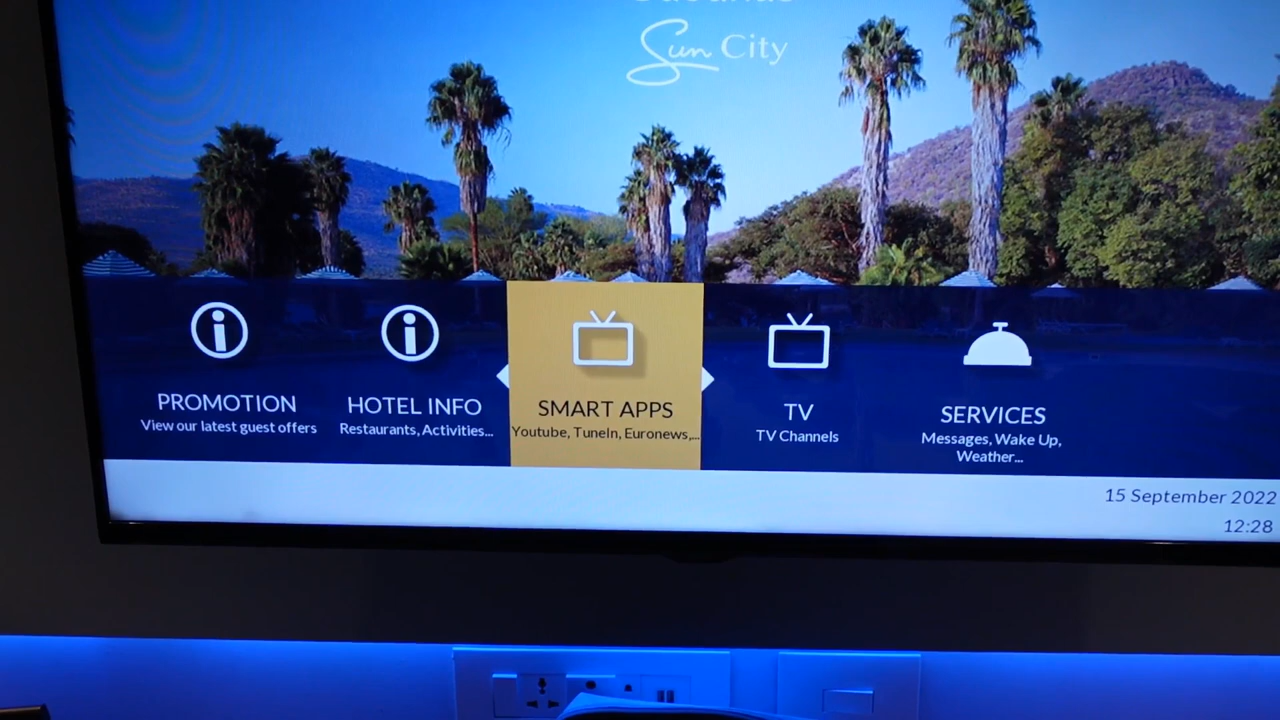 Sun City
PROMOTION
View our latest guest offers
HOTEL INFO
Restaurants, Activities...
SMART APPS
Youtube, TuneIn, Euronews,...
TV
TV Channels
SERVICES
Messages, Wake Up,
Weather...
15 September 2022
12:28